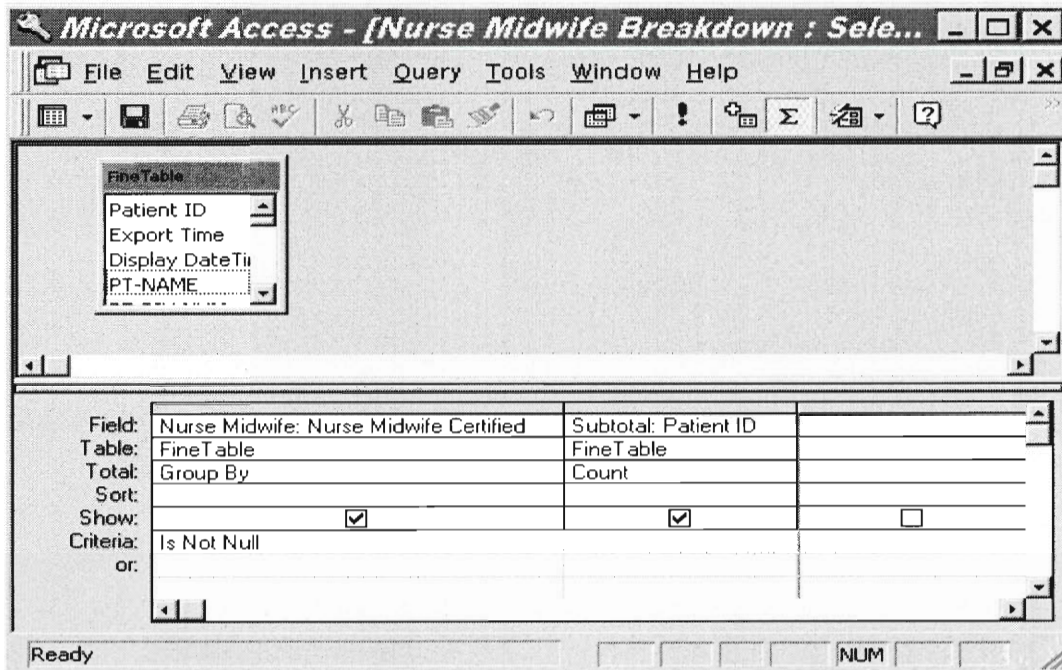 Microsoft Access - [Nurse Midwife Breakdown : Sele...
File Edit View Insert Query Tools Window Help
ABC
FineTable
Patient ID
Export Time
Display DateTi
PT-NAME
Field: Nurse Midwife: Nurse Midwife Certified Subtotal: Patient ID
Table: FineTable FineTable
Total: Group By Count
Sort:
Show:
Criteria: Is Not Null
or:
Ready NUM